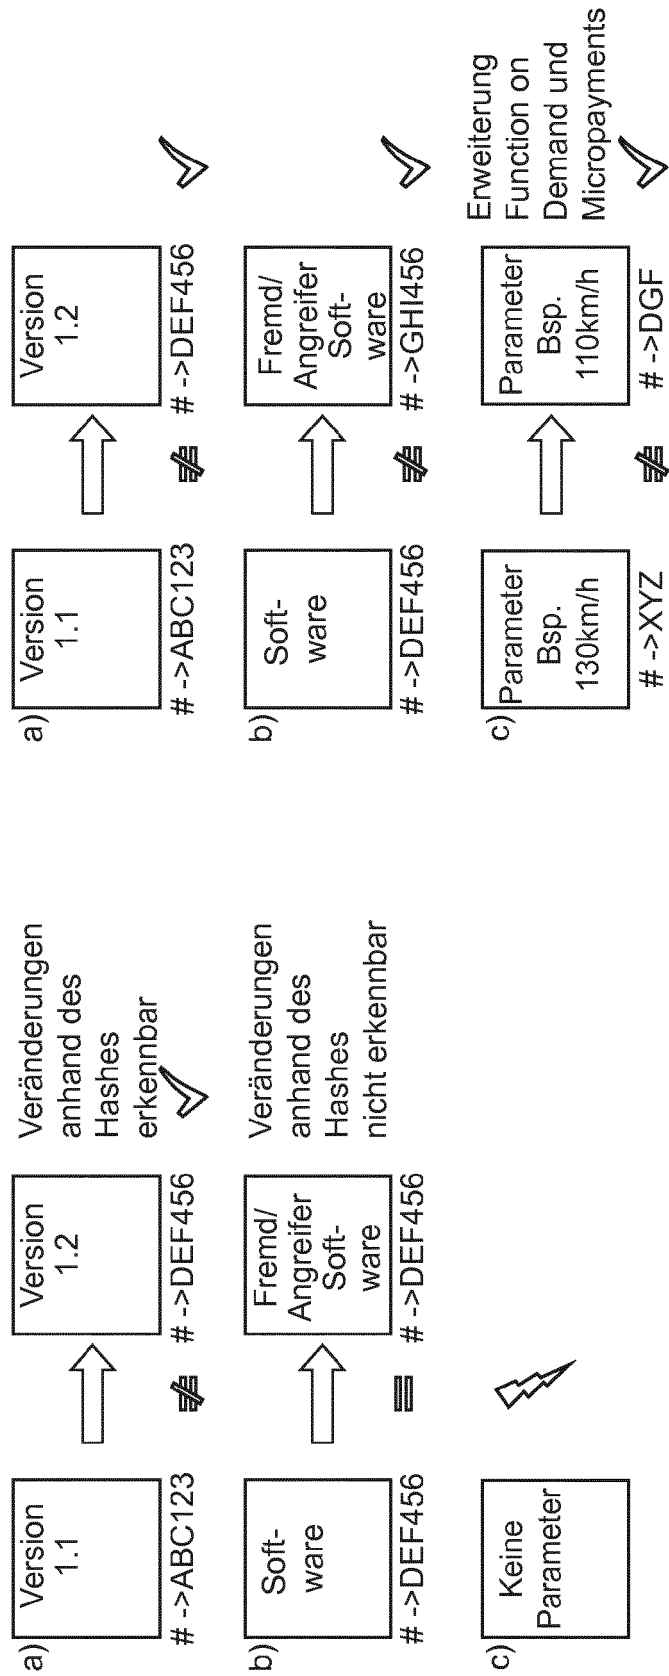 a)
Version
1.1
# ->ABC123
≠
Version
1.2
# ->DEF456
Veränderungen
anhand des
Hashes
erkennbar
b)
Soft-
ware
# ->DEF456
=
Fremd/
Angreifer
Soft-
ware
# ->DEF456
Veränderungen
anhand des
Hashes
nicht erkennbar
c)
Keine
Parameter
a)
Version
1.1
# ->ABC123
≠
Version
1.2
# ->DEF456
b)
Soft-
ware
# ->DEF456
≠
Fremd/
Angreifer
Soft-
ware
# ->GHI456
c)
Parameter
Bsp.
130km/h
# ->XYZ
≠
Parameter
Bsp.
110km/h
# ->DGF
Erweiterung
Function on
Demand und
Micropayments